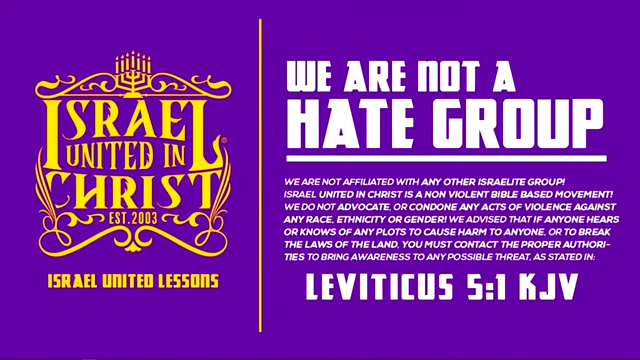 ISRAEL
UNITED IN
CHRIST
EST.2003
ISRAEL UNITED LESSONS
WE ARE NOT A
HATE GROUP
WE ARE NOT AFFILIATED WITH ANY OTHER ISRAELITE GROUP!
ISRAEL UNITED IN CHRIST IS A NON VIOLENT BIBLE BASED MOVEMENT!
WE DO NOT ADVOCATE, OR CONDONE ANY ACTS OF VIOLENCE AGAINST
ANY RACE, ETHNICITY OR GENDER! WE ADVISED THAT IF ANYONE HEARS
OR KNOWS OF ANY PLOTS TO CAUSE HARM TO ANYONE, OR TO BREAK
THE LAWS OF THE LAND, YOU MUST CONTACT THE PROPER AUTHORI-
TIES TO BRING AWARENESS TO ANY POSSIBLE THREAT, AS STATED IN:
LEVITICUS 5:1 KJV